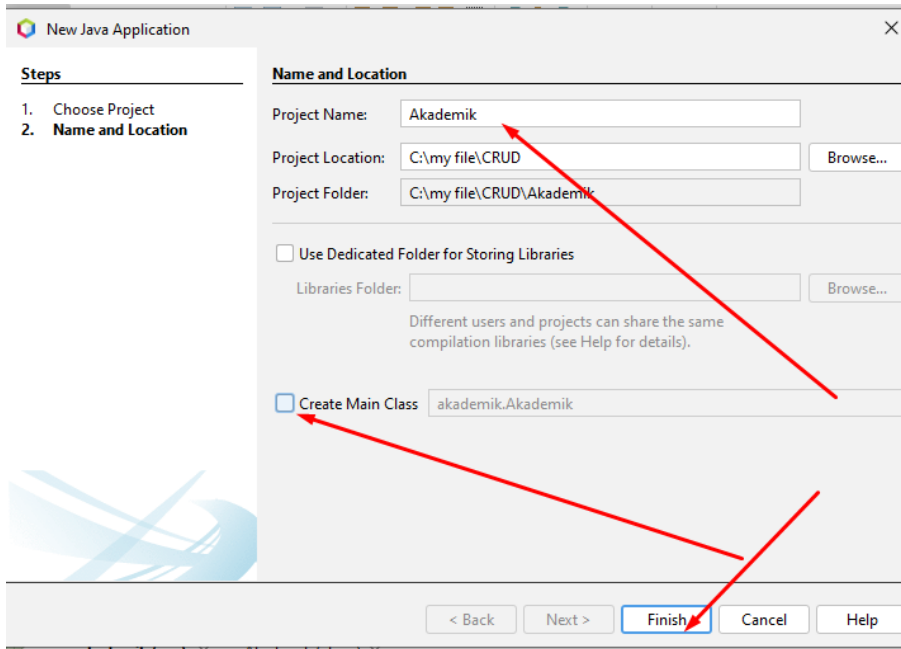 New Java Application
Steps
1. Choose Project
2. Name and Location
Name and Location
Project Name: Akademik
Project Location: C:\my file\CRUD Browse...
Project Folder: C:\my file\CRUD\Akademik
Use Dedicated Folder for Storing Libraries
Libraries Folder: Browse...
Different users and projects can share the same
compilation libraries (see Help for details).
Create Main Class akademik.Akademik
< Back Next > Finish Cancel Help